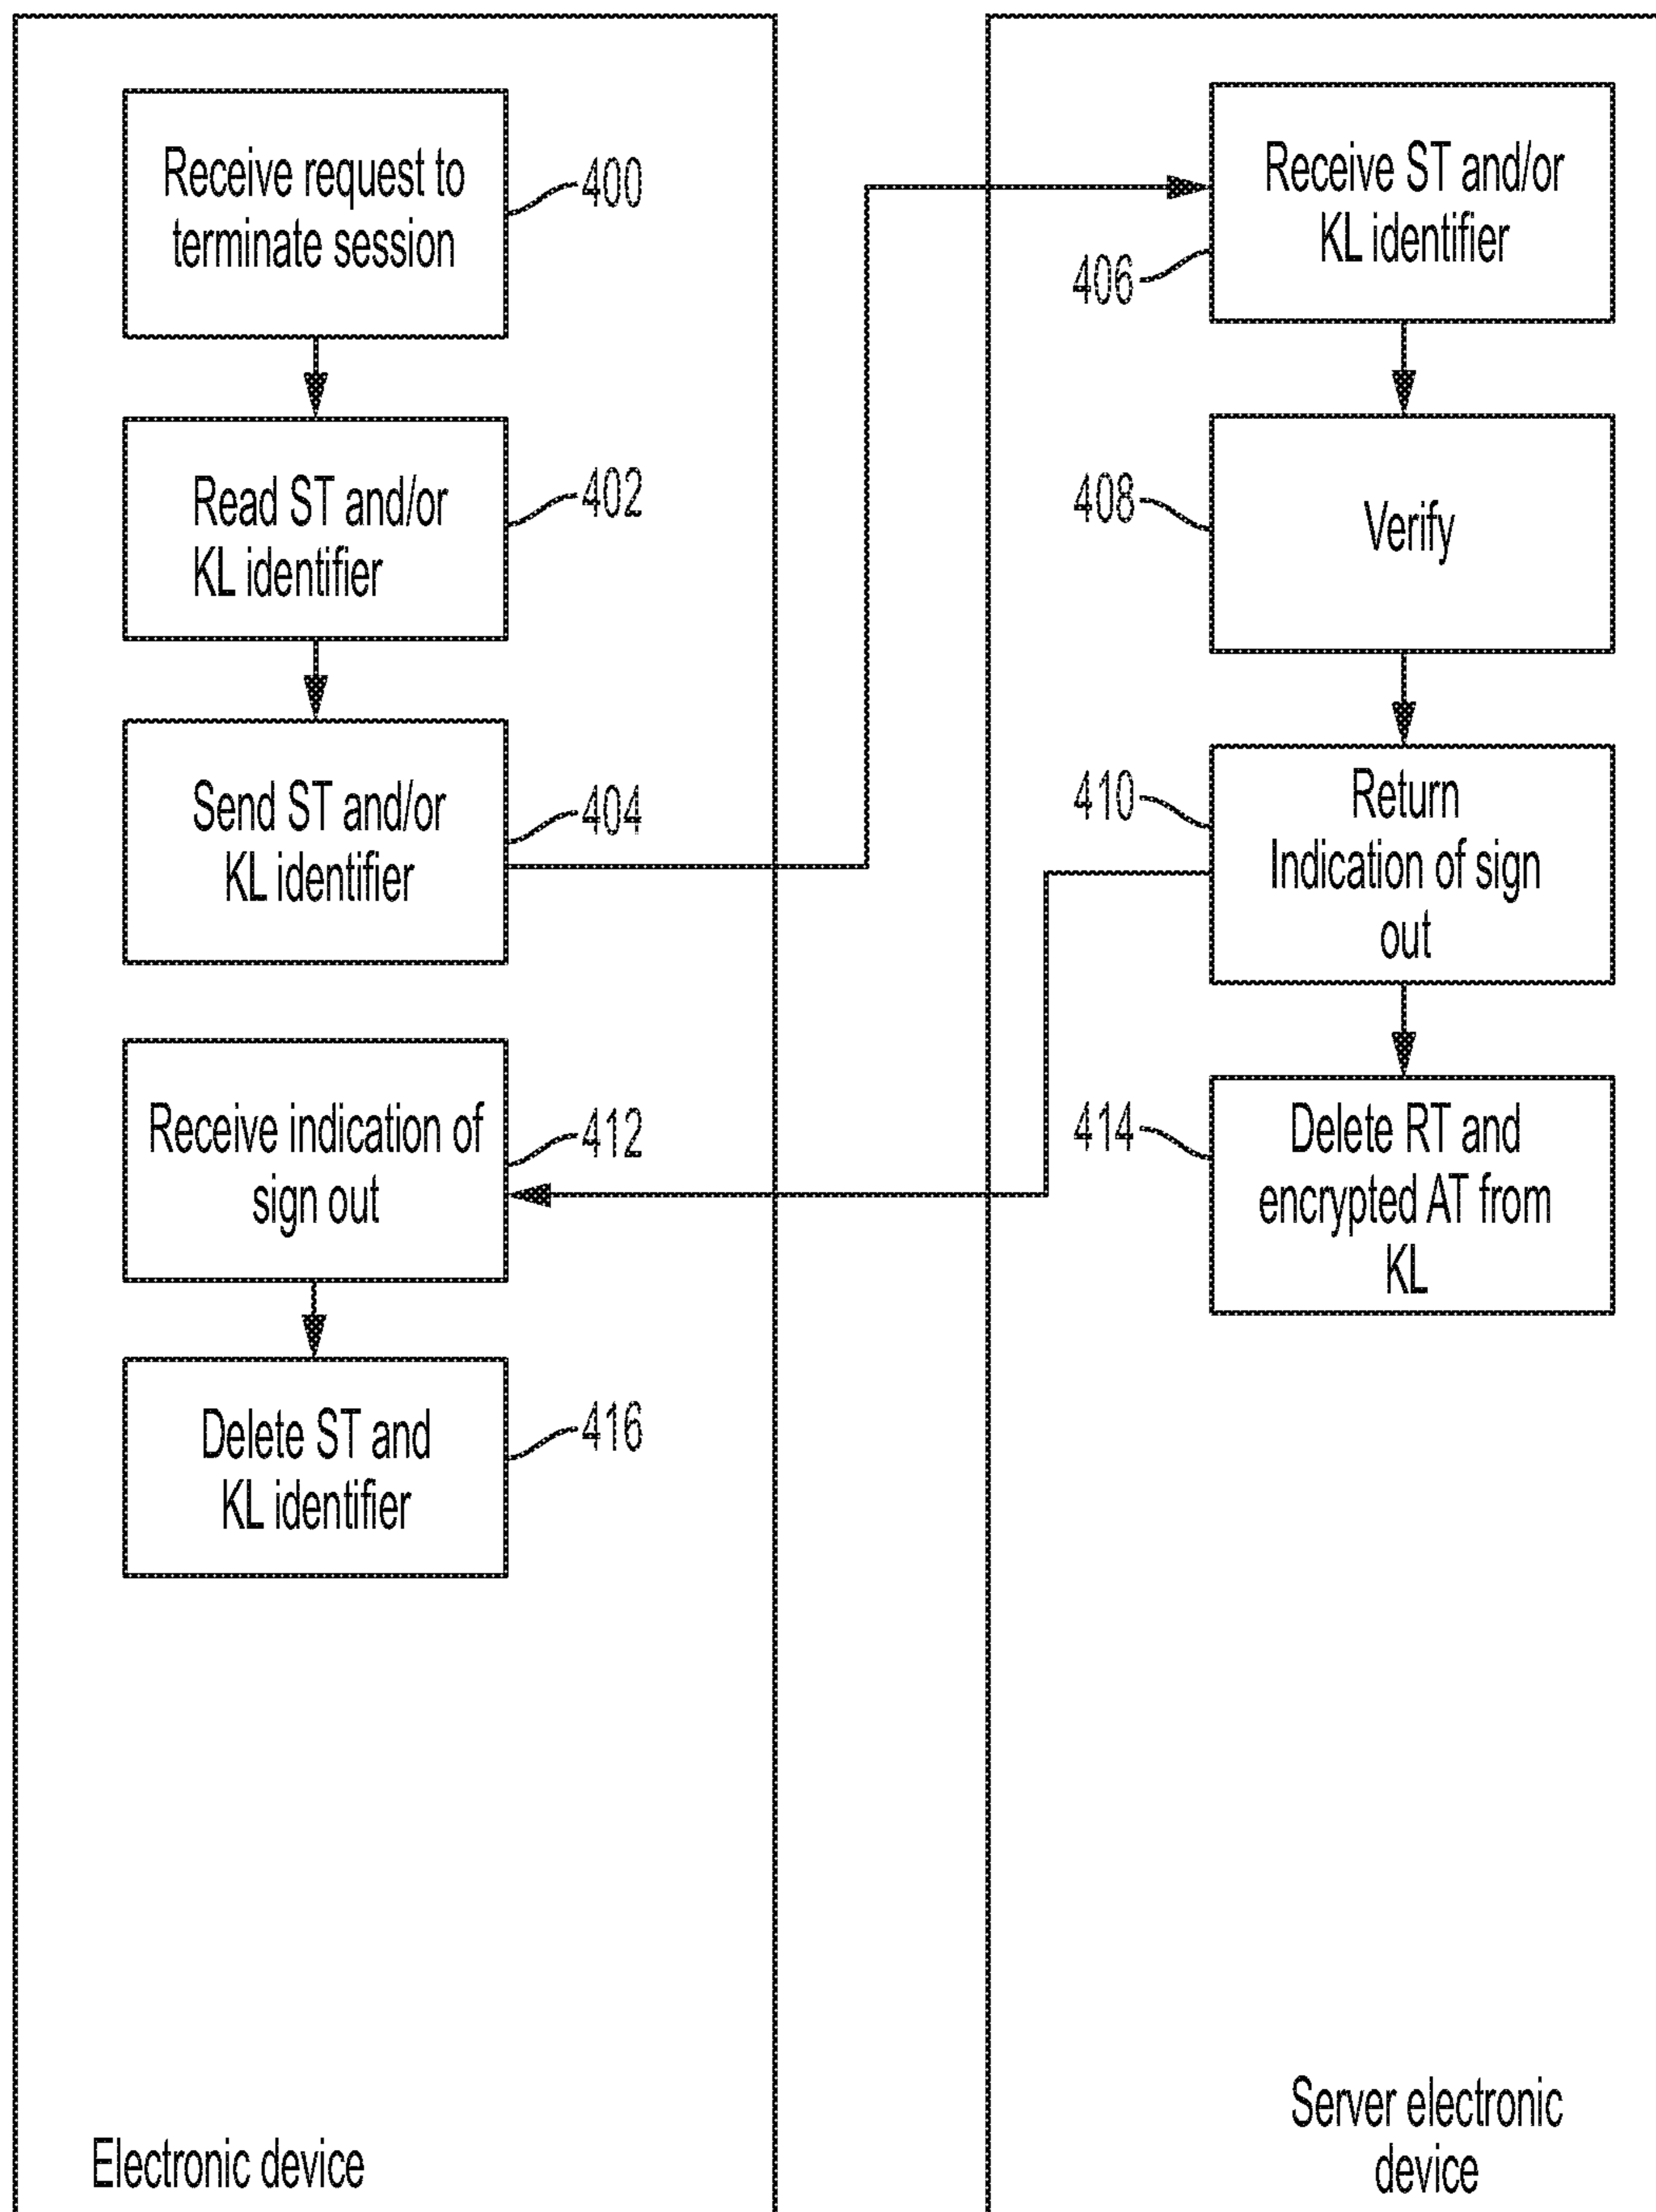 Receive request to
terminate session
400
Read ST and/or
KL identifier
402
Send ST and/or
KL identifier
404
Receive ST and/or
KL identifier
406
Verify
408
Return
Indication of sign
out
410
Receive indication of
sign out
412
Delete RT and
encrypted AT from
KL
414
Delete ST and
KL identifier
416
Electronic device
Server electronic
device